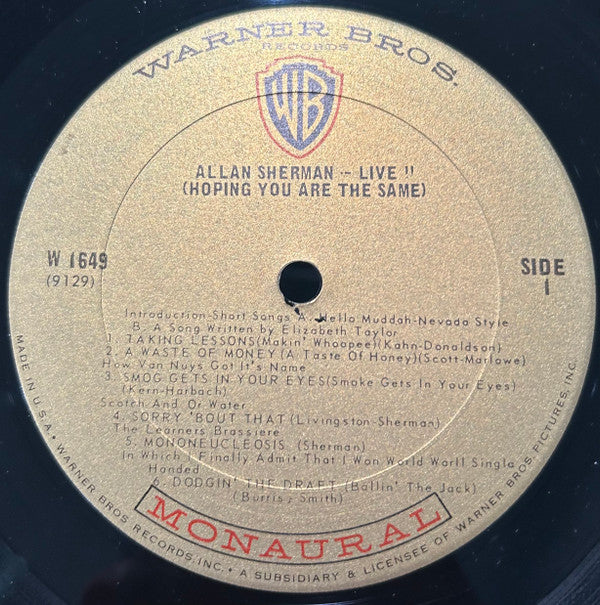 WARNER BROS.
RECORDS
WB
ALLAN SHERMAN -- LIVE !!
(HOPING YOU ARE THE SAME)
W 1649
(9129)
SIDE
1
Introduction-Short Songs A. Hello Muddah-Nevada Style
B. A Song Written by Elizabeth Taylor
1. TAKING LESSONS(Makin' Whoopee)(Kahn-Donaldson)
2. A WASTE OF MONEY(A Taste Of Honey)(Scott-Marlowe)
How Van Nuys Got It's Name
3. SMOG GETS IN YOUR EYES(Smoke Gets In Your Eyes)
(Kern-Harbach)
Scotch And Or Water
4. SORRY 'BOUT THAT (Livingston-Sherman)
The Learners Brassiere
5. MONONEUCLEOSIS. (Sherman)
In Which I Finally Admit That I Won World WarII Singla
Handed
6. DODGIN' THE DRAFT (Ballin' The Jack)
(Burris-Smith)
MONAURAL
MADE IN U.S.A. • WARNER BROS RECORDS, INC. • A SUBSIDIARY & LICENSEE OF WARNER BROS. PICTURES, INC.